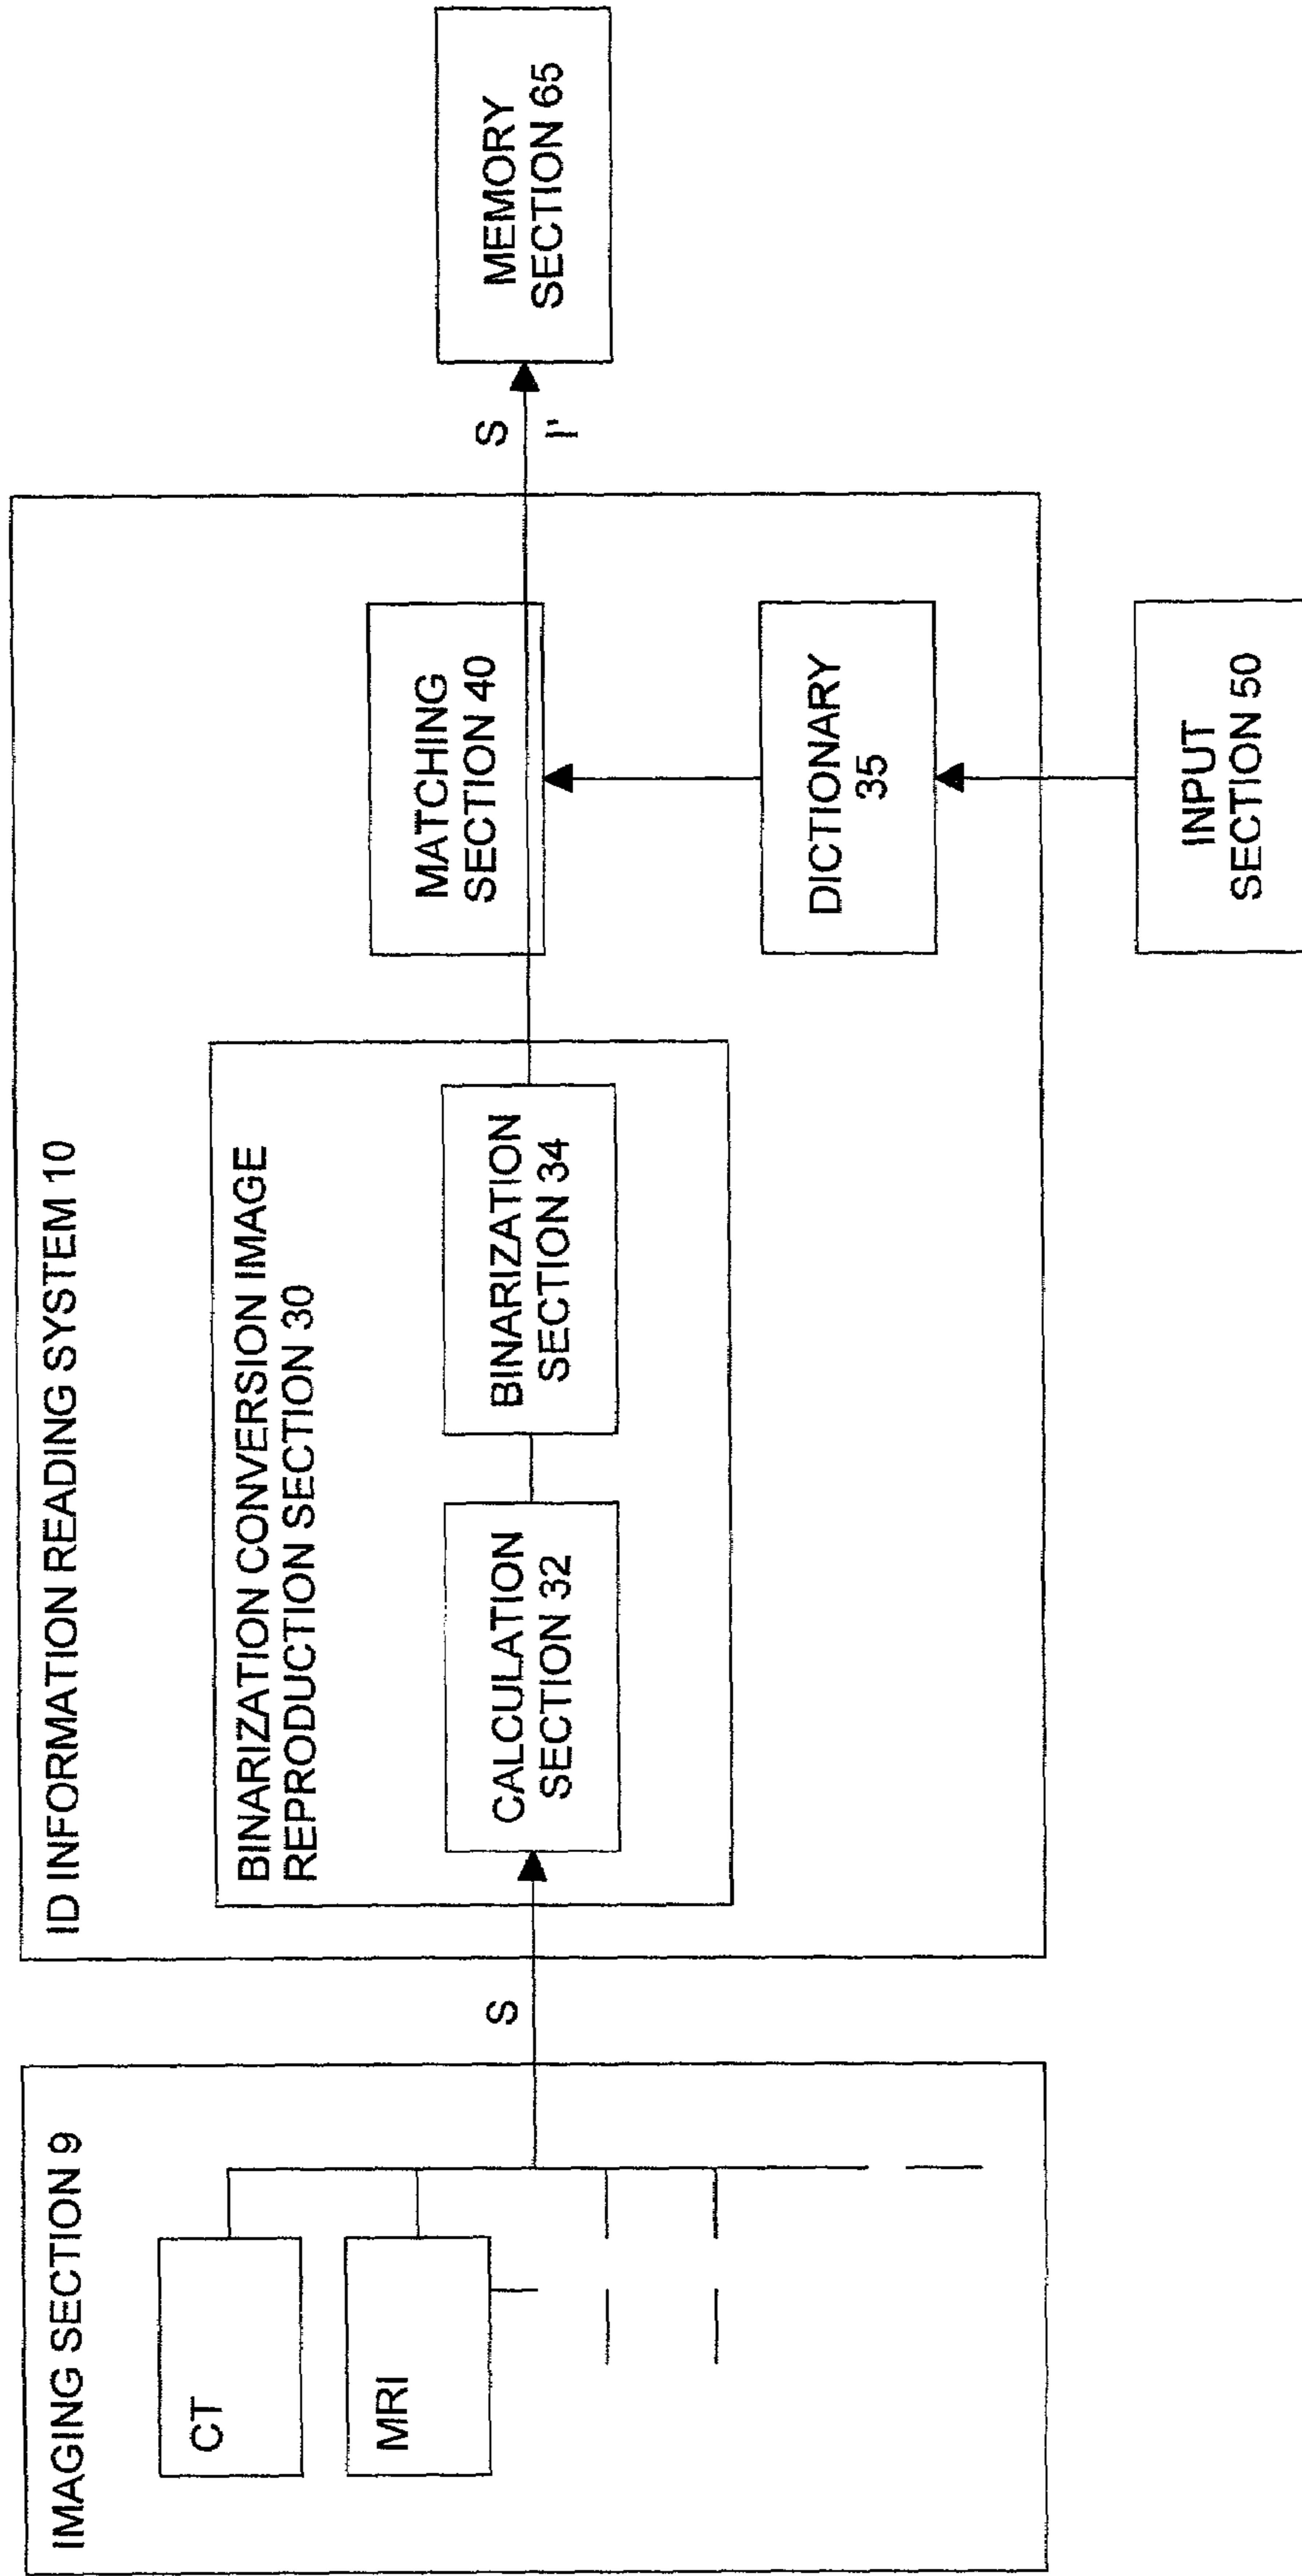 IMAGING SECTION 9
CT
MRI
S
ID INFORMATION READING SYSTEM 10
BINARIZATION CONVERSION IMAGE
REPRODUCTION SECTION 30
CALCULATION
SECTION 32
BINARIZATION
SECTION 34
MATCHING
SECTION 40
DICTIONARY
35
INPUT
SECTION 50
S
I'
MEMORY
SECTION 65